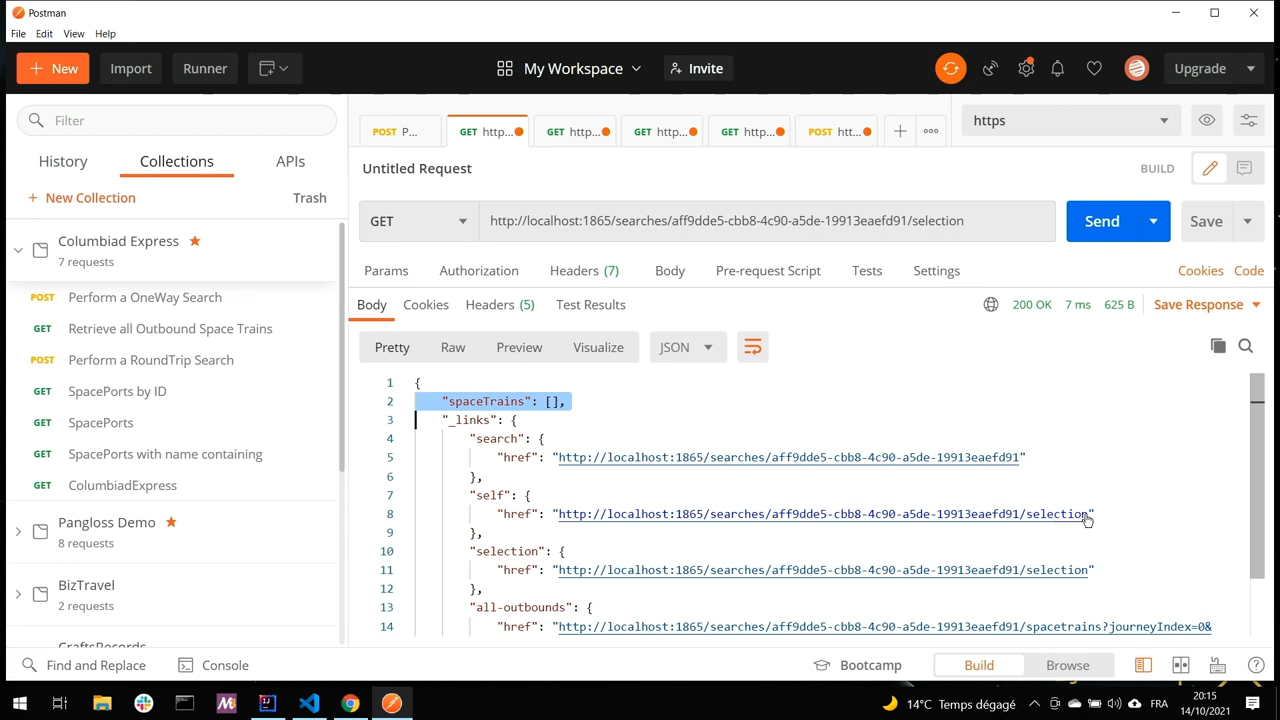 Postman
File Edit View Help
New Import Runner My Workspace Invite Upgrade
Filter
History Collections APIs
New Collection Trash
Columbiad Express
7 requests
POST Perform a OneWay Search
GET Retrieve all Outbound Space Trains
POST Perform a RoundTrip Search
GET SpacePorts by ID
GET SpacePorts
GET SpacePorts with name containing
GET ColumbiadExpress
Pangloss Demo
8 requests
BizTravel
2 requests
CraftsRecords
POST P... GET http... GET http... GET http... GET http... POST htt... https
Untitled Request BUILD
GET http://localhost:1865/searches/aff9dde5-cbb8-4c90-a5de-19913eaefd91/selection Send Save
Params Authorization Headers (7) Body Pre-request Script Tests Settings Cookies Code
Body Cookies Headers (5) Test Results 200 OK 7 ms 625 B Save Response
Pretty Raw Preview Visualize JSON
1 {
2 "spaceTrains": [],
3 "_links": {
4 "search": {
5 "href": "http://localhost:1865/searches/aff9dde5-cbb8-4c90-a5de-19913eaefd91"
6 },
7 "self": {
8 "href": "http://localhost:1865/searches/aff9dde5-cbb8-4c90-a5de-19913eaefd91/selection"
9 },
10 "selection": {
11 "href": "http://localhost:1865/searches/aff9dde5-cbb8-4c90-a5de-19913eaefd91/selection"
12 },
13 "all-outbounds": {
14 "href": "http://localhost:1865/searches/aff9dde5-cbb8-4c90-a5de-19913eaefd91/spacetrains?journeyIndex=0&
Find and Replace Console Bootcamp Build Browse
14°C Temps dégagé FRA 20:15
14/10/2021